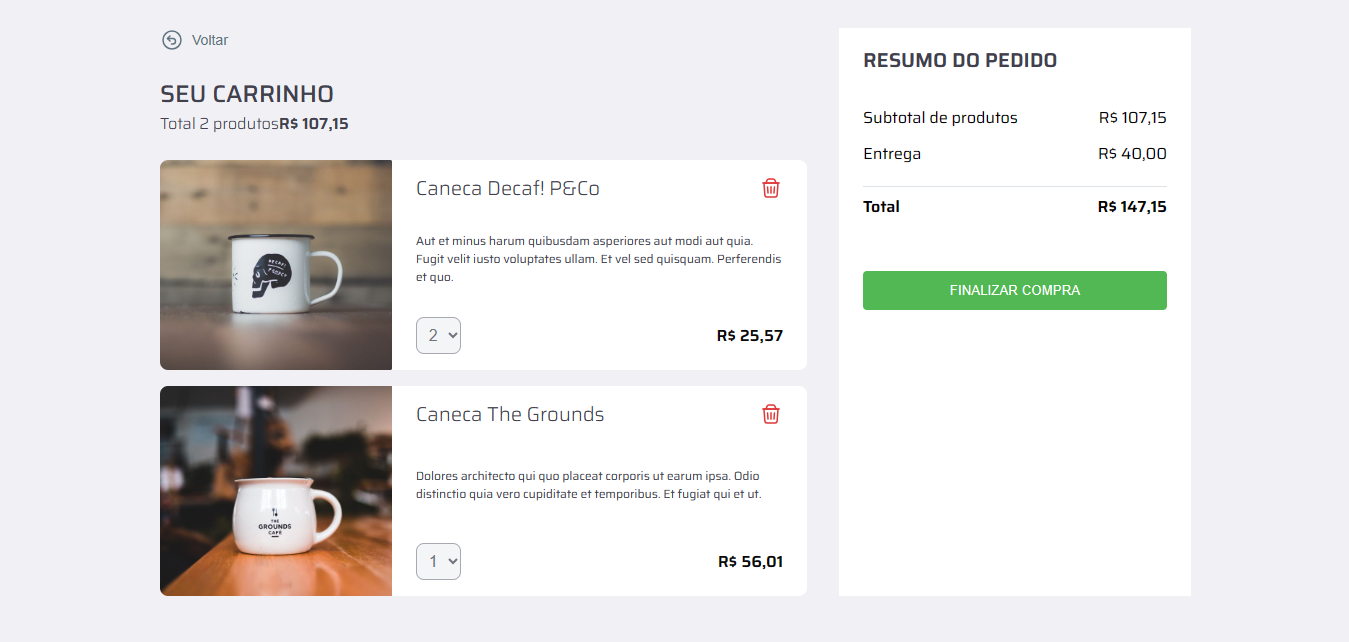 Voltar
SEU CARRINHO
Total 2 produtosR$ 107,15
Caneca Decaf! P&Co
Aut et minus harum quibusdam asperiores aut modi aut quia.
Fugit velit iusto voluptates ullam. Et vel sed quisquam. Perferendis
et quo.
2
R$ 25,57
Caneca The Grounds
Dolores architecto qui quo placeat corporis ut earum ipsa. Odio
distinctio quia vero cupiditate et temporibus. Et fugiat qui et ut.
THE
GROUNDS
CAFE
1
R$ 56,01
RESUMO DO PEDIDO
Subtotal de produtos R$ 107,15
Entrega R$ 40,00
Total R$ 147,15
FINALIZAR COMPRA